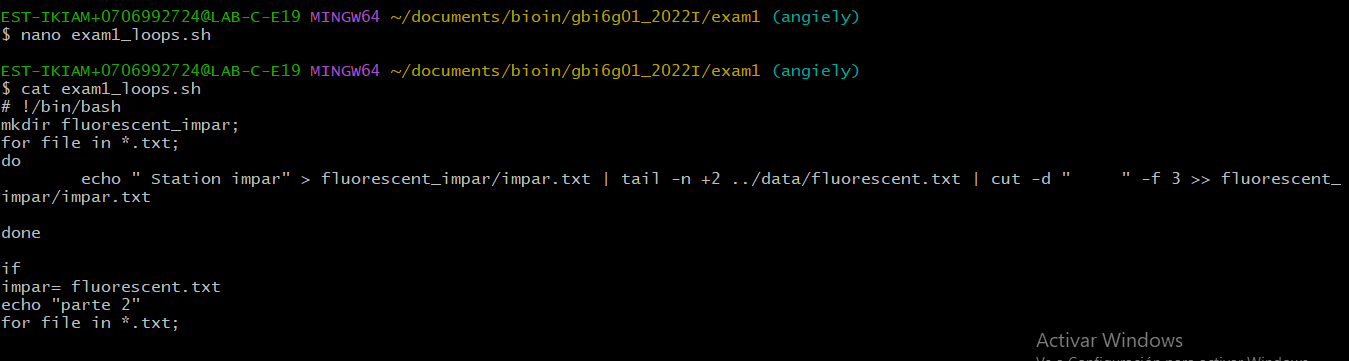 EST-IKIAM+0706992724@LAB-C-E19 MINGW64 ~/documents/bioin/gbi6g01_2022I/exam1 (angiely)
$ nano exam1_loops.sh
EST-IKIAM+0706992724@LAB-C-E19 MINGW64 ~/documents/bioin/gbi6g01_2022I/exam1 (angiely)
$ cat exam1_loops.sh
# !/bin/bash
mkdir fluorescent_impar;
for file in *.txt;
do
        echo " Station impar" > fluorescent_impar/impar.txt | tail -n +2 ../data/fluorescent.txt | cut -d "     " -f 3 >> fluorescent_
impar/impar.txt
done
if
impar= fluorescent.txt
echo "parte 2"
for file in *.txt;
Activar Windows